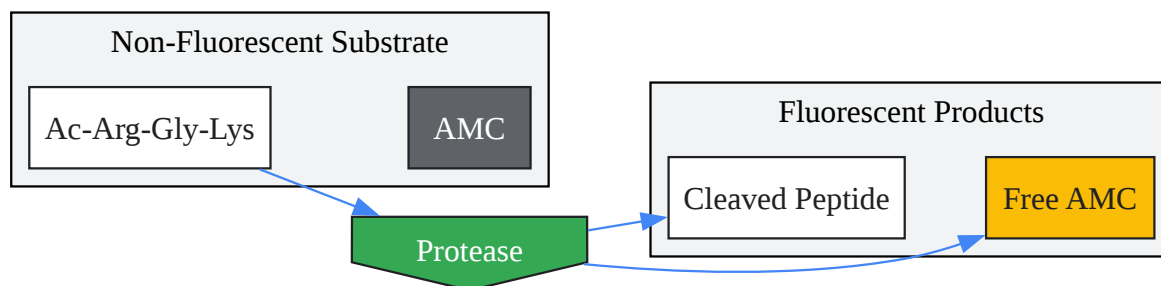 Non-Fluorescent Substrate
Ac-Arg-Gly-Lys
AMC
Fluorescent Products
Cleaved Peptide
Free AMC
Protease